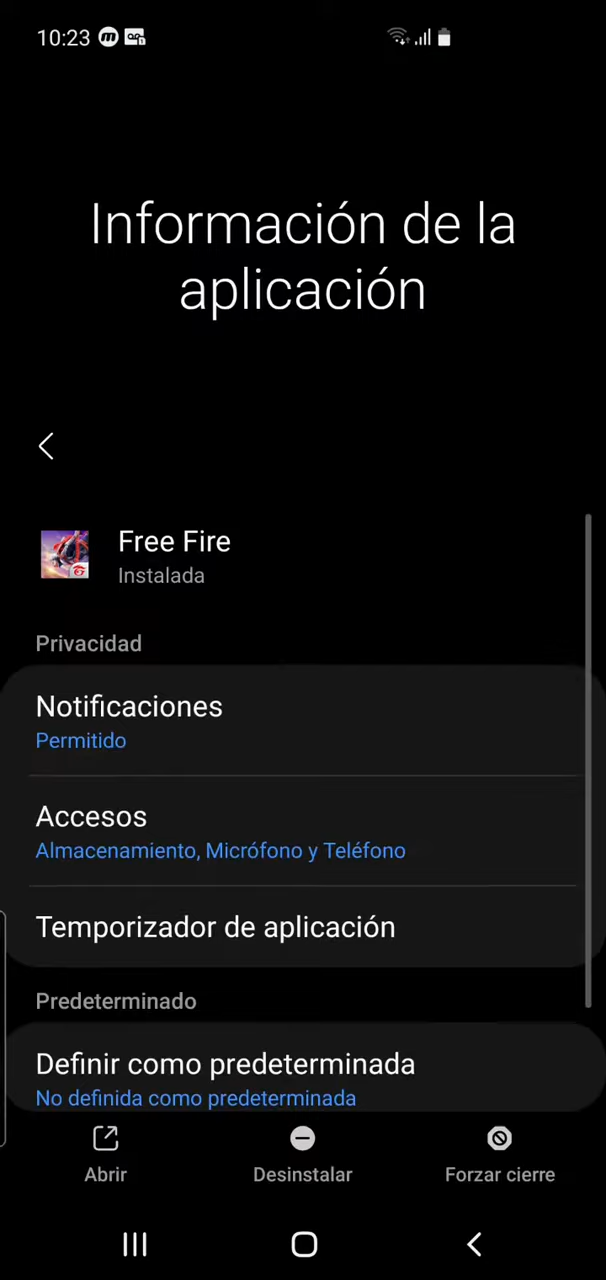 10:23
Información de la
aplicación
Free Fire
Instalada
Privacidad
Notificaciones
Permitido
Accesos
Almacenamiento, Micrófono y Teléfono
Temporizador de aplicación
Predeterminado
Definir como predeterminada
No definida como predeterminada
Abrir
Desinstalar
Forzar cierre